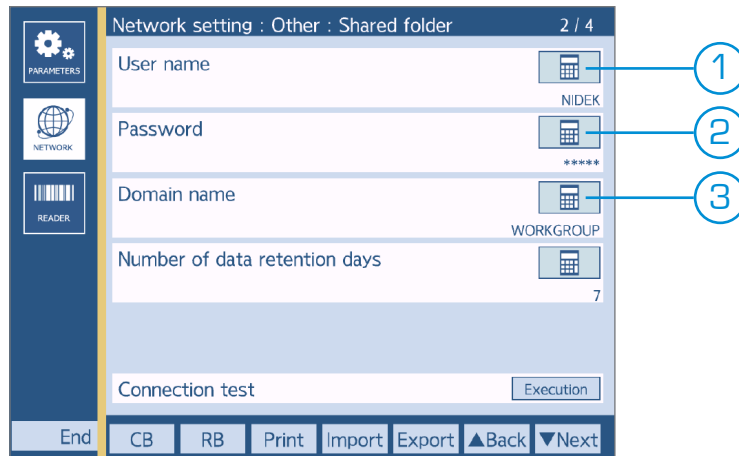 Network setting : Other : Shared folder 2 / 4
PARAMETERS
NETWORK
READER
User name
NIDEK
1
Password
*****
2
Domain name
WORKGROUP
3
Number of data retention days
7
Connection test Execution
End CB RB Print Import Export ▲Back ▼Next